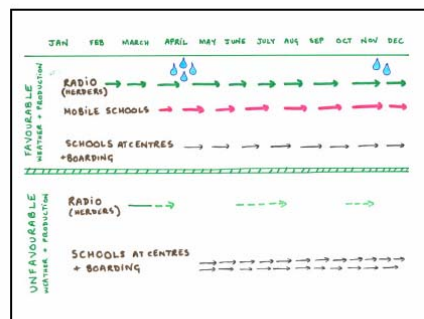 JAN FEB MARCH APRIL MAY JUNE JULY AUG SEP OCT NOV DEC
FAVOURABLE
WEATHER + PRODUCTION
RADIO
(HERDERS)
MOBILE SCHOOLS
SCHOOLS AT CENTRES
+ BOARDING
UNFAVOURABLE
WEATHER + PRODUCTION
RADIO
(HERDERS)
SCHOOLS AT CENTRES
+ BOARDING